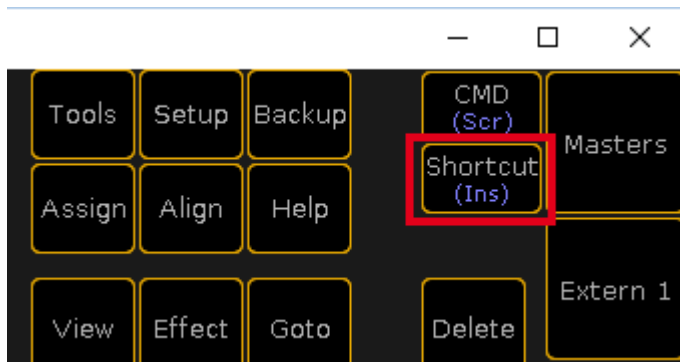 Tools Setup Backup CMD
(Scr)
Masters
Shortcut
(Ins)
Assign Align Help
Extern 1
View Effect Goto Delete